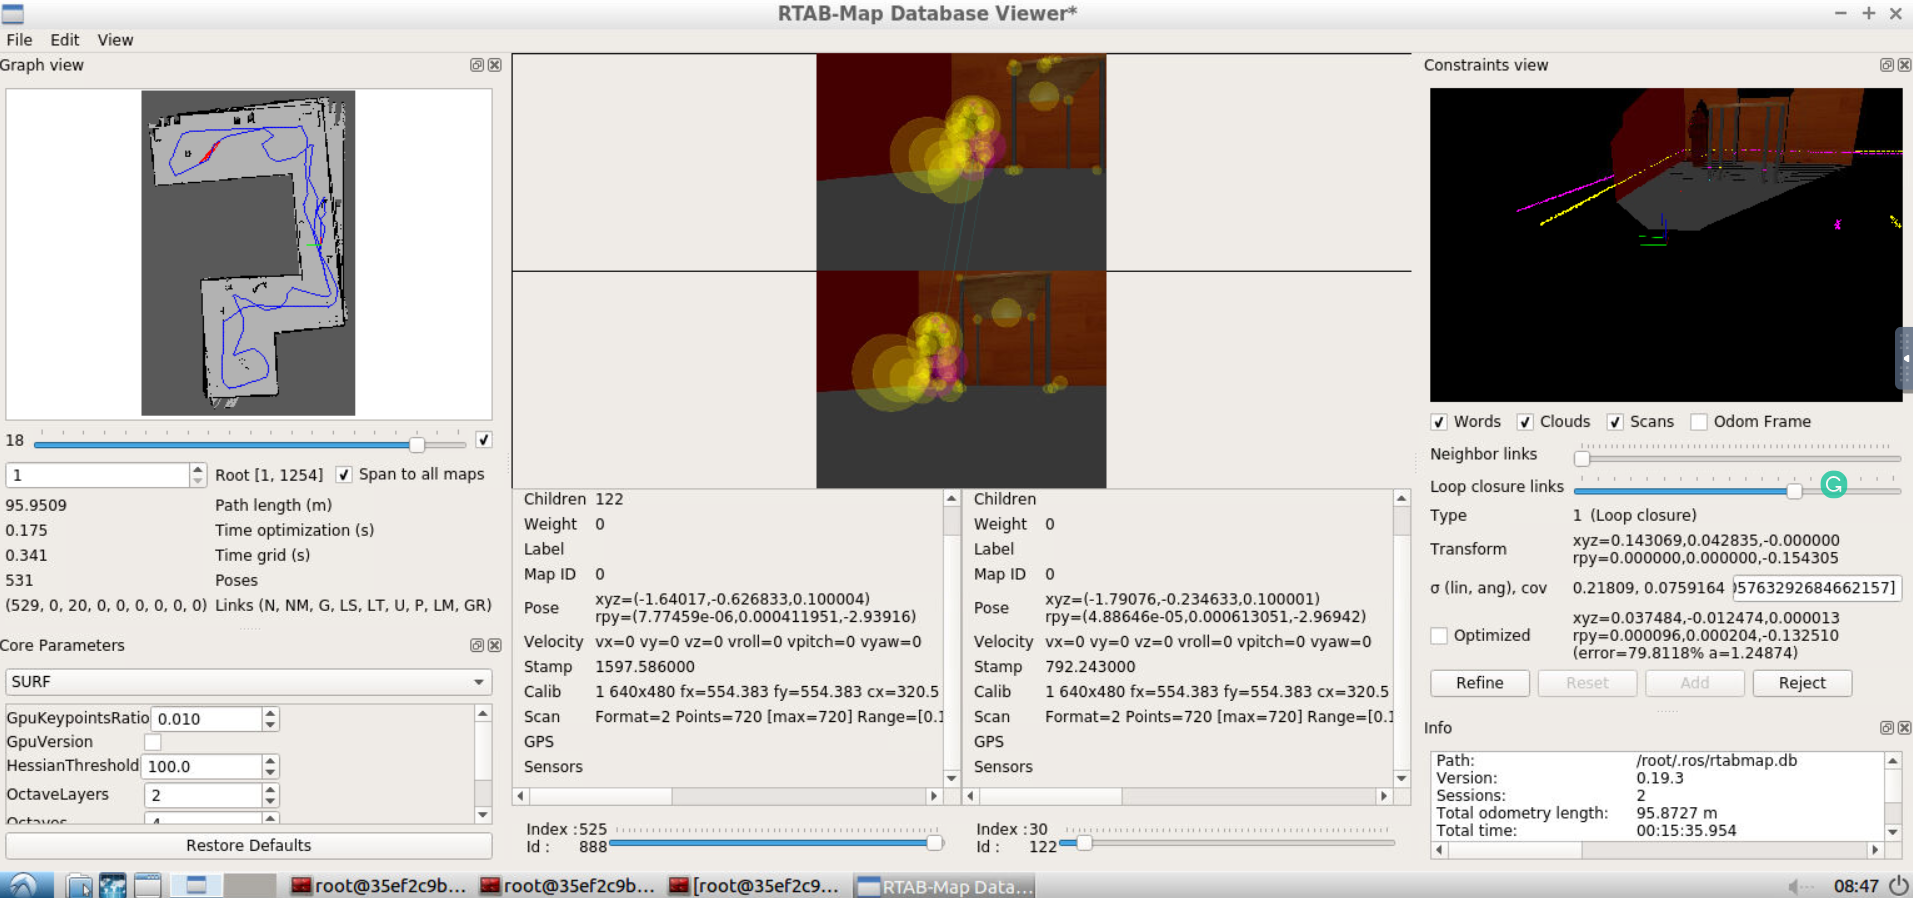 RTAB-Map Database Viewer*
File Edit View
Graph view
18
1 Root [1, 1254] Span to all maps
95.9509 Path length (m)
0.175 Time optimization (s)
0.341 Time grid (s)
531 Poses
(529, 0, 20, 0, 0, 0, 0, 0, 0) Links (N, NM, G, LS, LT, U, P, LM, GR)
Core Parameters
SURF
GpuKeypointsRatio 0.010
GpuVersion
HessianThreshold 100.0
OctaveLayers 2
Octaves 4
Restore Defaults
Children 122
Weight 0
Label
Map ID 0
Pose xyz=(-1.64017,-0.626833,0.100004)
rpy=(7.77459e-06,0.000411951,-2.93916)
Velocity vx=0 vy=0 vz=0 vroll=0 vpitch=0 vyaw=0
Stamp 1597.586000
Calib 1 640x480 fx=554.383 fy=554.383 cx=320.5
Scan Format=2 Points=720 [max=720] Range=[0.1
GPS
Sensors
Index :525
Id : 888
Children
Weight 0
Label
Map ID 0
Pose xyz=(-1.79076,-0.234633,0.100001)
rpy=(4.88646e-05,0.000613051,-2.96942)
Velocity vx=0 vy=0 vz=0 vroll=0 vpitch=0 vyaw=0
Stamp 792.243000
Calib 1 640x480 fx=554.383 fy=554.383 cx=320.5
Scan Format=2 Points=720 [max=720] Range=[0.1
GPS
Sensors
Index :30
Id : 122
Constraints view
Words Clouds Scans Odom Frame
Neighbor links
Loop closure links
Type 1 (Loop closure)
Transform xyz=0.143069,0.042835,-0.000000
rpy=0.000000,0.000000,-0.154305
σ (lin, ang), cov 0.21809, 0.0759164 )5763292684662157]
Optimized xyz=0.037484,-0.012474,0.000013
rpy=0.000096,0.000204,-0.132510
(error=79.8118% a=1.24874)
Refine Reset Add Reject
Info
Path: /root/.ros/rtabmap.db
Version: 0.19.3
Sessions: 2
Total odometry length: 95.8727 m
Total time: 00:15:35.954
root@35ef2c9b... root@35ef2c9b... [root@35ef2c9... RTAB-Map Data... 08:47